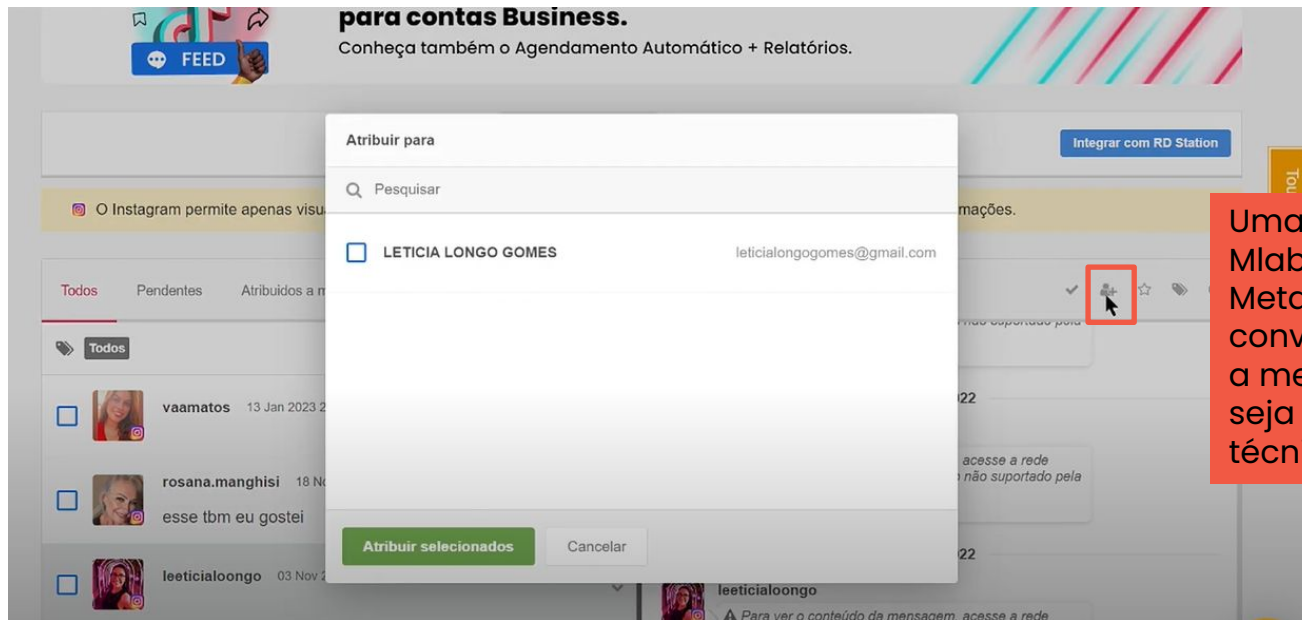 para contas Business.
Conheça também o Agendamento Automático + Relatórios.
FEED
Integrar com RD Station
O Instagram permite apenas visu
mações.
Atribuir para
Pesquisar
LETICIA LONGO GOMES leticialongogomes@gmail.com
Atribuir selecionados Cancelar
Todos Pendentes Atribuidos a m
Todos
vaamatos 13 Jan 2023 2
rosana.manghisi 18 No
esse tbm eu gostei
leeticialoongo 03 Nov 2
não suportado pela
022
acesse a rede
não suportado pela
022
leeticialoongo
Para ver o conteúdo da mensagem, acesse a rede
Tou
Uma
Mlab
Meta
conv
a me
seja
técn